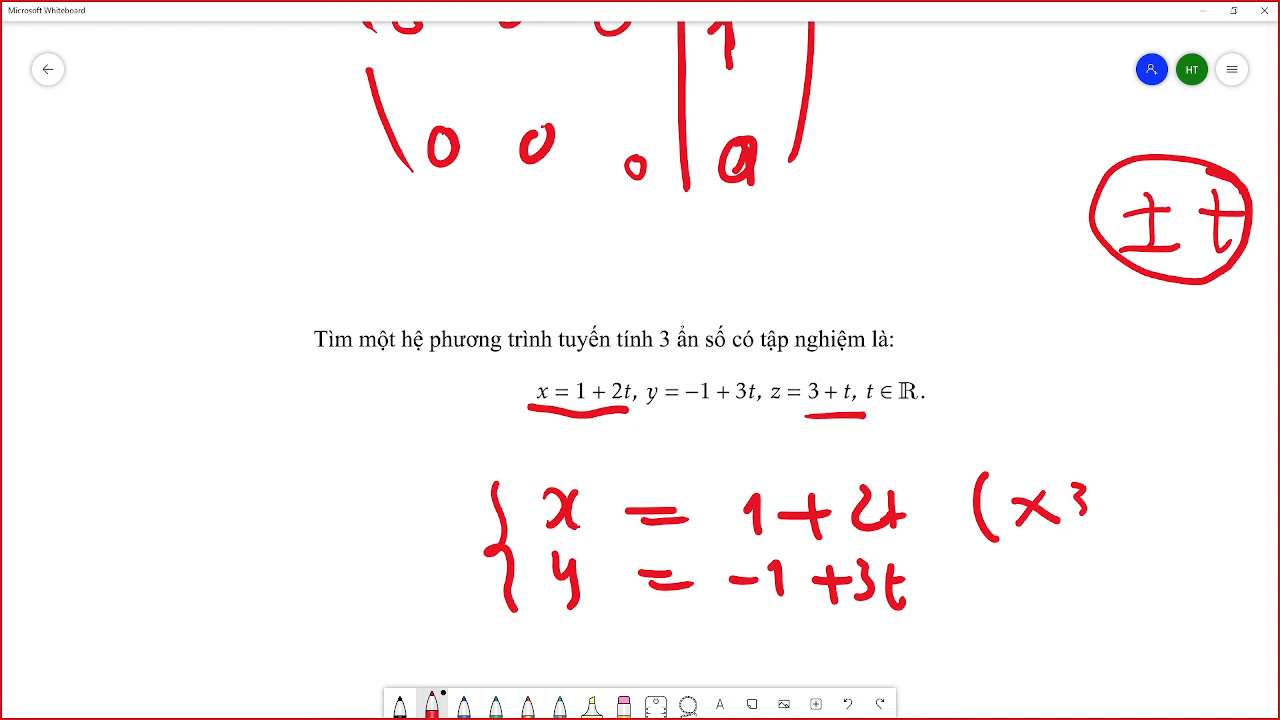 Microsoft Whiteboard
HT
0 0 0 | a
± t
Tìm một hệ phương trình tuyến tính 3 ẩn số có tập nghiệm là:
x = 1 + 2t, y = −1 + 3t, z = 3 + t, t ∈ ℝ.
x = 1 + 2t (x3
y = -1 + 3t
A